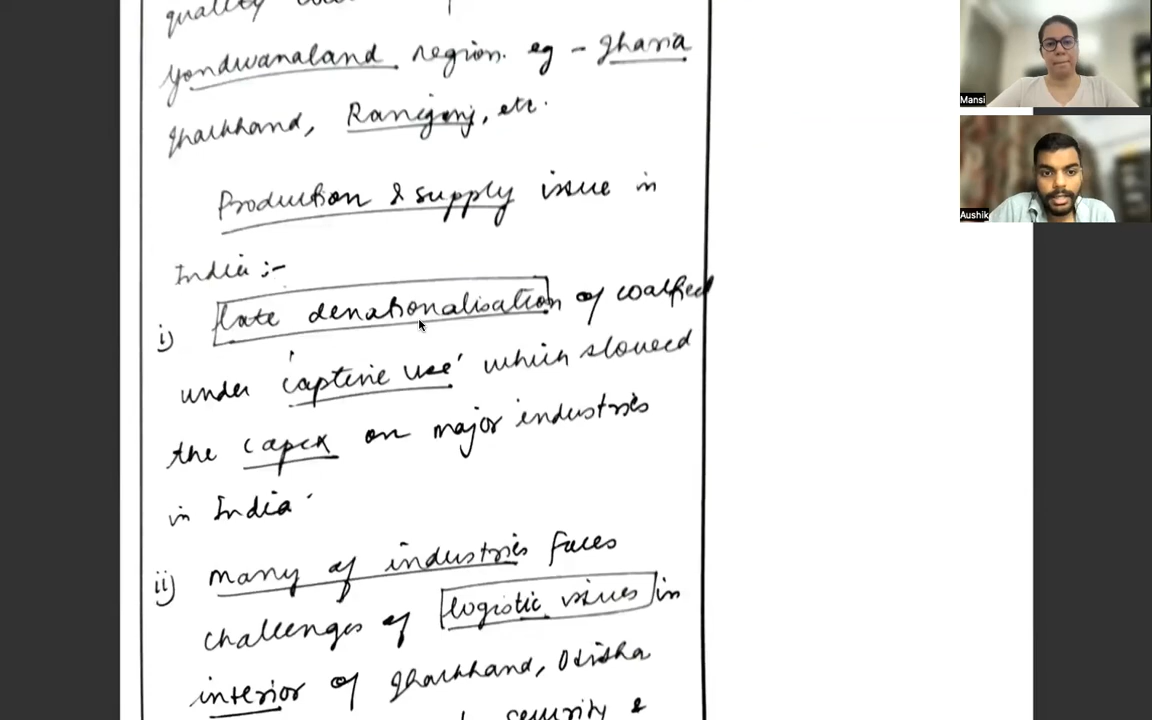 quality
Gondwanaland region. eg - Jharia
Jharkhand, Raniganj, etc.
Production & supply issue in
India :-
i) late denationalisation of coalfied
under 'captive use' which slowed
the capex on major industries
in India.
ii) many of industries faces
challenges of logistic issues in
interior of Jharkhand, Odisha
security &
Mansi
Aushik